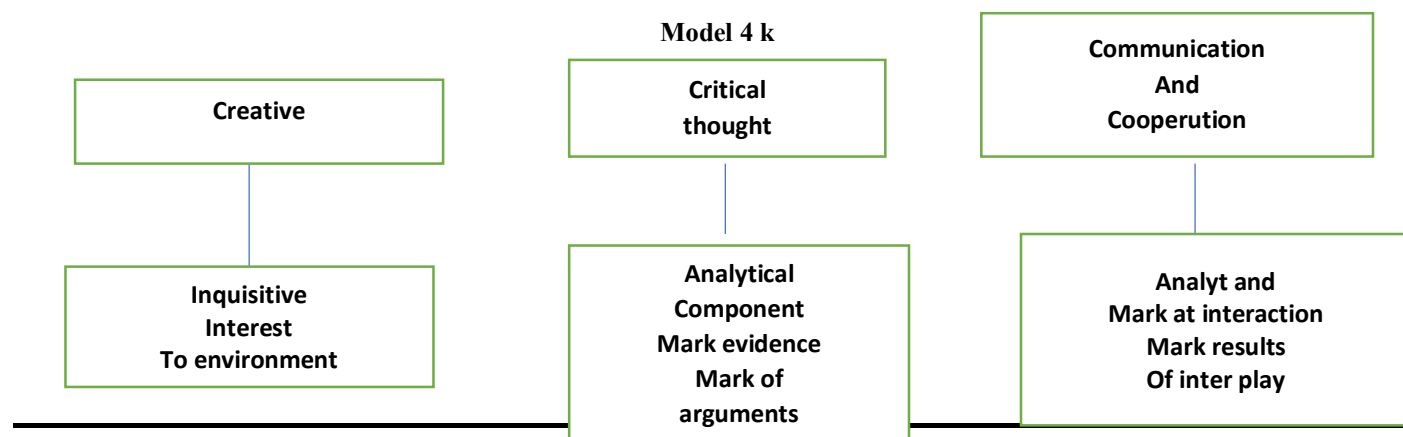 Model 4 k
Creative
Critical
thought
Communication
And
Cooperution
Inquisitive
Interest
To environment
Analytical
Component
Mark evidence
Mark of
arguments
Analyt and
Mark at interaction
Mark results
Of inter play